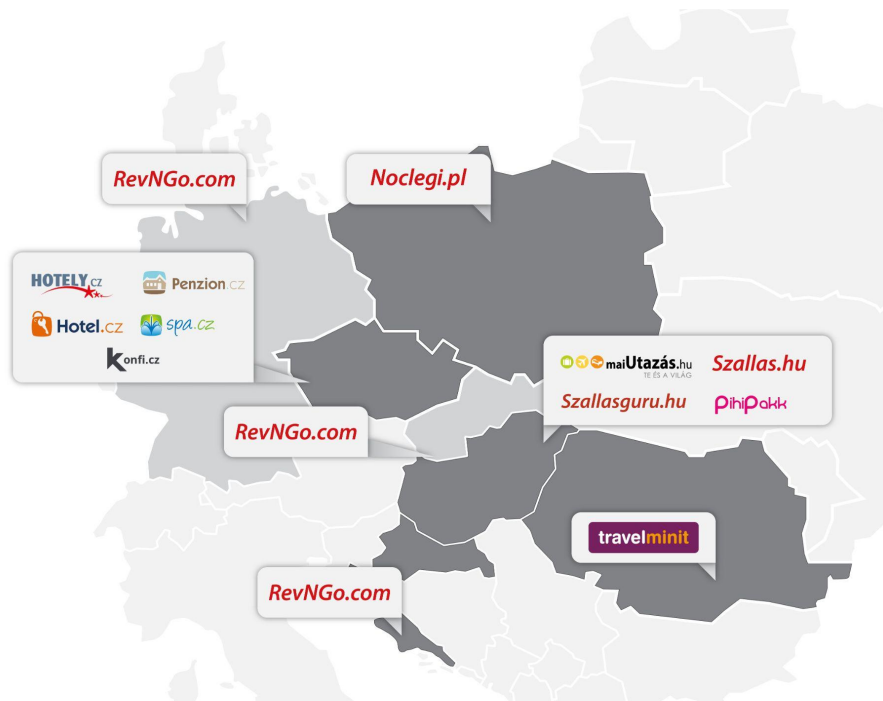 RevNGo.com
Noclegi.pl
HOTELY.cz
Penzion.cz
Hotel.cz
spa.cz
konfi.cz
maiUtazás.hu
TE ÉS A VILÁG
Szallas.hu
Szallasguru.hu
PihiPakk
RevNGo.com
travelminit
RevNGo.com